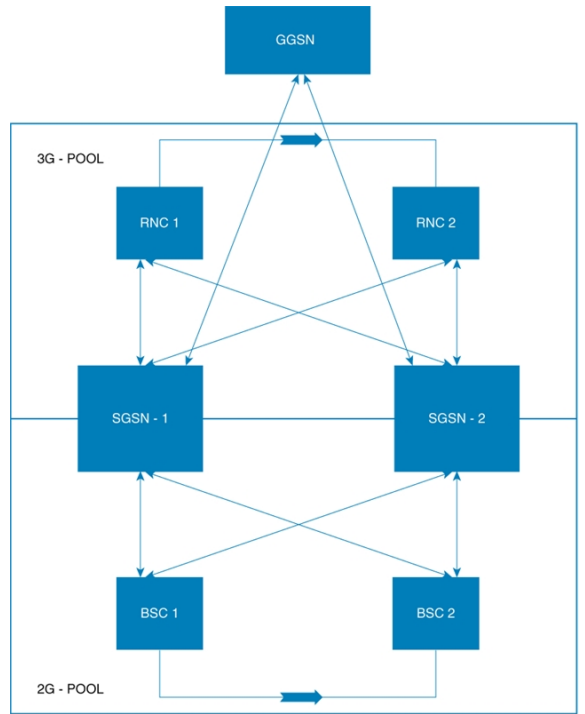 GGSN
3G - POOL
RNC 1
RNC 2
SGSN - 1
SGSN - 2
BSC 1
BSC 2
2G - POOL